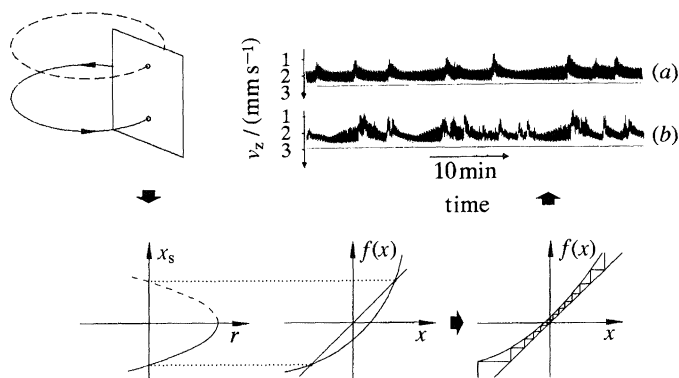 v_z / (mm s⁻¹)
1
2
3
(a)
1
2
3
(b)
10 min
time
x_s
r
f(x)
x
f(x)
x